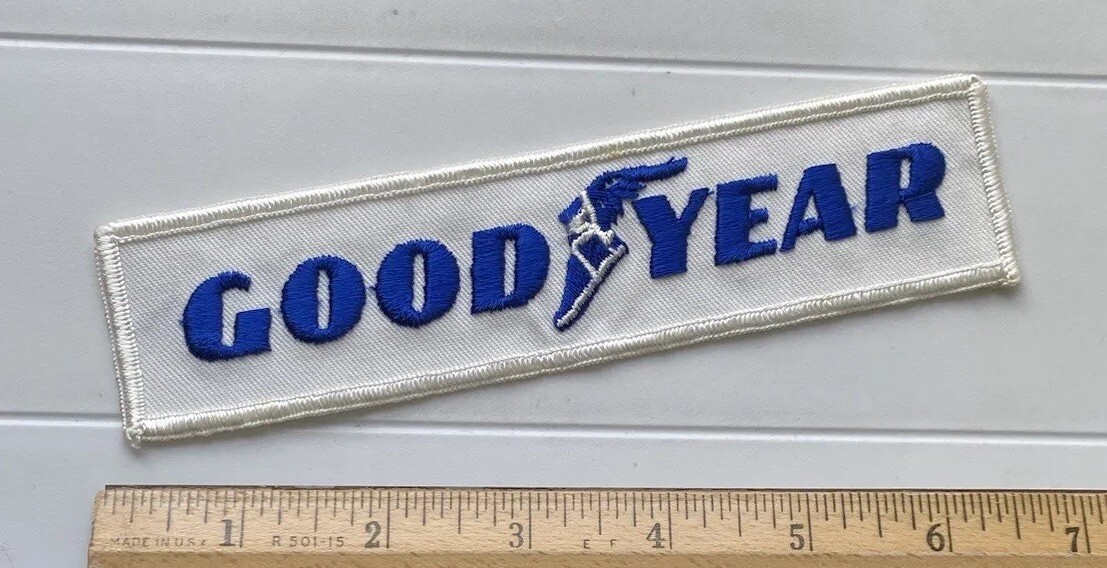 GOODYEAR
1 2 3 4 5 6 7
MADE IN U.S.A R 501-15 E F